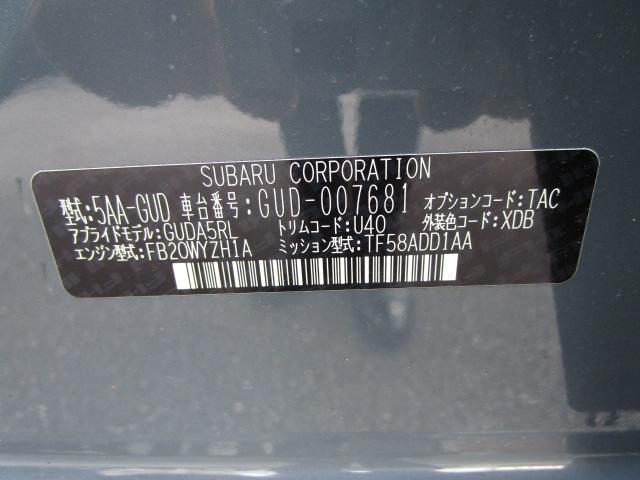 SUBARU CORPORATION
型式:5AA-GUD 車台番号:GUD-007681 オプションコード:TAC
アプライドモデル:GUDA5RL トリムコード:U40 外装色コード:XDB
エンジン型式:FB20WYZH1A ミッション型式:TF58ADD1AA